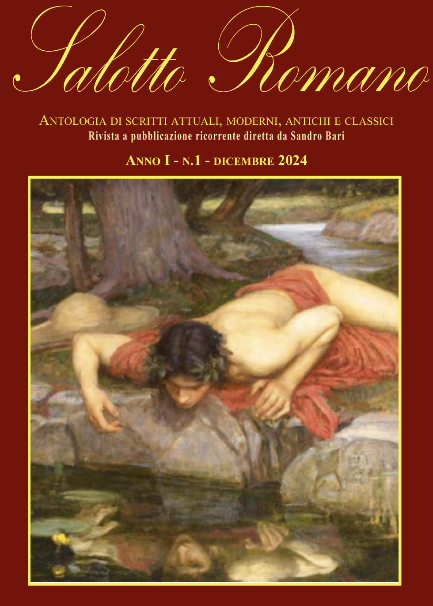 Salotto Romano
ANTOLOGIA DI SCRITTI ATTUALI, MODERNI, ANTICHI E CLASSICI
Rivista a pubblicazione ricorrente diretta da Sandro Bari
ANNO I - N.1 - DICEMBRE 2024